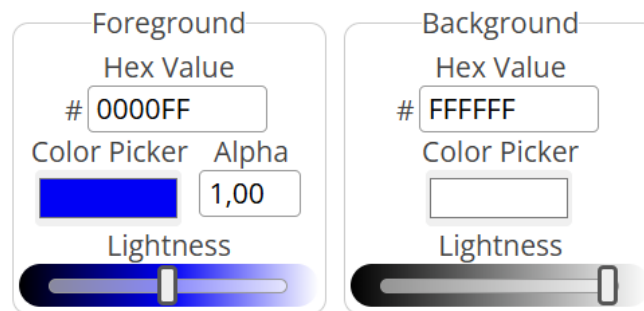 Foreground
Hex Value
# 0000FF
Color Picker Alpha
1,00
Lightness
Background
Hex Value
# FFFFFF
Color Picker
Lightness